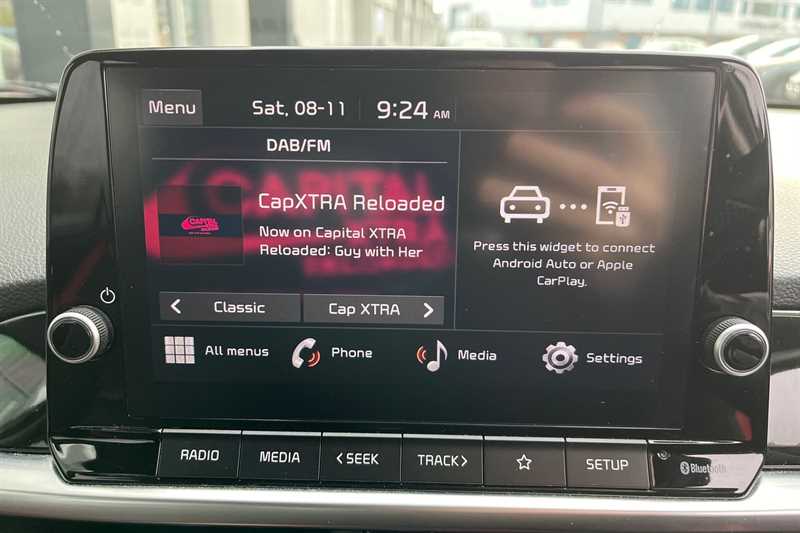 Menu
Sat, 08-11
9:24 AM
DAB/FM
CAPITAL
CapXTRA Reloaded
Now on Capital XTRA
Reloaded: Guy with Her
Press this widget to connect
Android Auto or Apple
CarPlay.
< Classic
Cap XTRA >
All menus
Phone
Media
Settings
RADIO
MEDIA
<SEEK
TRACK>
SETUP
Bluetooth